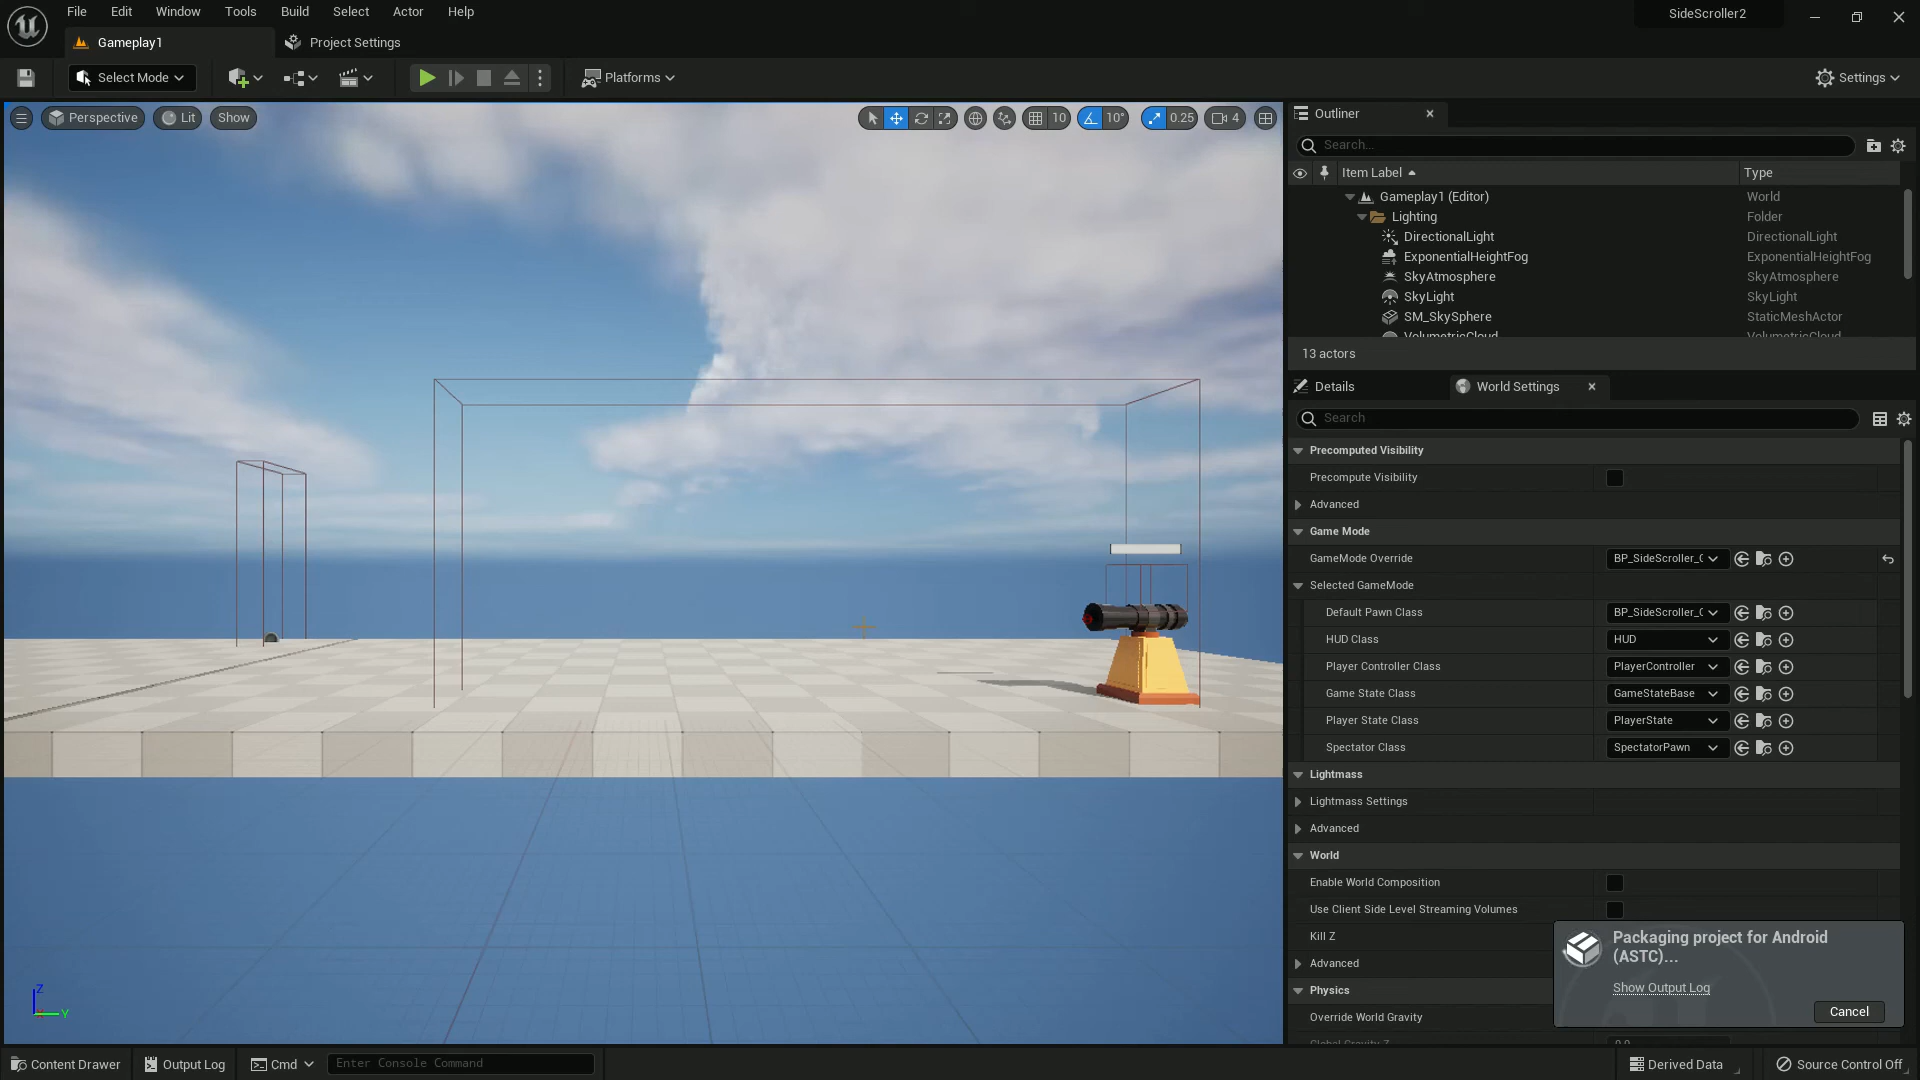 File Edit Window Tools Build Select Actor Help
SideScroller2
Gameplay1
Project Settings
Select Mode
Platforms
Settings
Perspective Lit Show
10 10° 0.25 4
Outliner
Search...
Item Label Type
Gameplay1 (Editor) World
Lighting Folder
DirectionalLight DirectionalLight
ExponentialHeightFog ExponentialHeightFog
SkyAtmosphere SkyAtmosphere
SkyLight SkyLight
SM_SkySphere StaticMeshActor
VolumetricCloud VolumetricCloud
13 actors
Details World Settings
Search
Precomputed Visibility
Precompute Visibility
Advanced
Game Mode
GameMode Override BP_SideScroller_
Selected GameMode
Default Pawn Class BP_SideScroller_
HUD Class HUD
Player Controller Class PlayerController
Game State Class GameStateBase
Player State Class PlayerState
Spectator Class SpectatorPawn
Lightmass
Lightmass Settings
Advanced
World
Enable World Composition
Use Client Side Level Streaming Volumes
Kill Z
Advanced
Physics
Override World Gravity
Global Gravity Z
Packaging project for Android
(ASTC)...
Show Output Log
Cancel
Z
Y
Content Drawer Output Log Cmd Enter Console Command
Derived Data Source Control Off